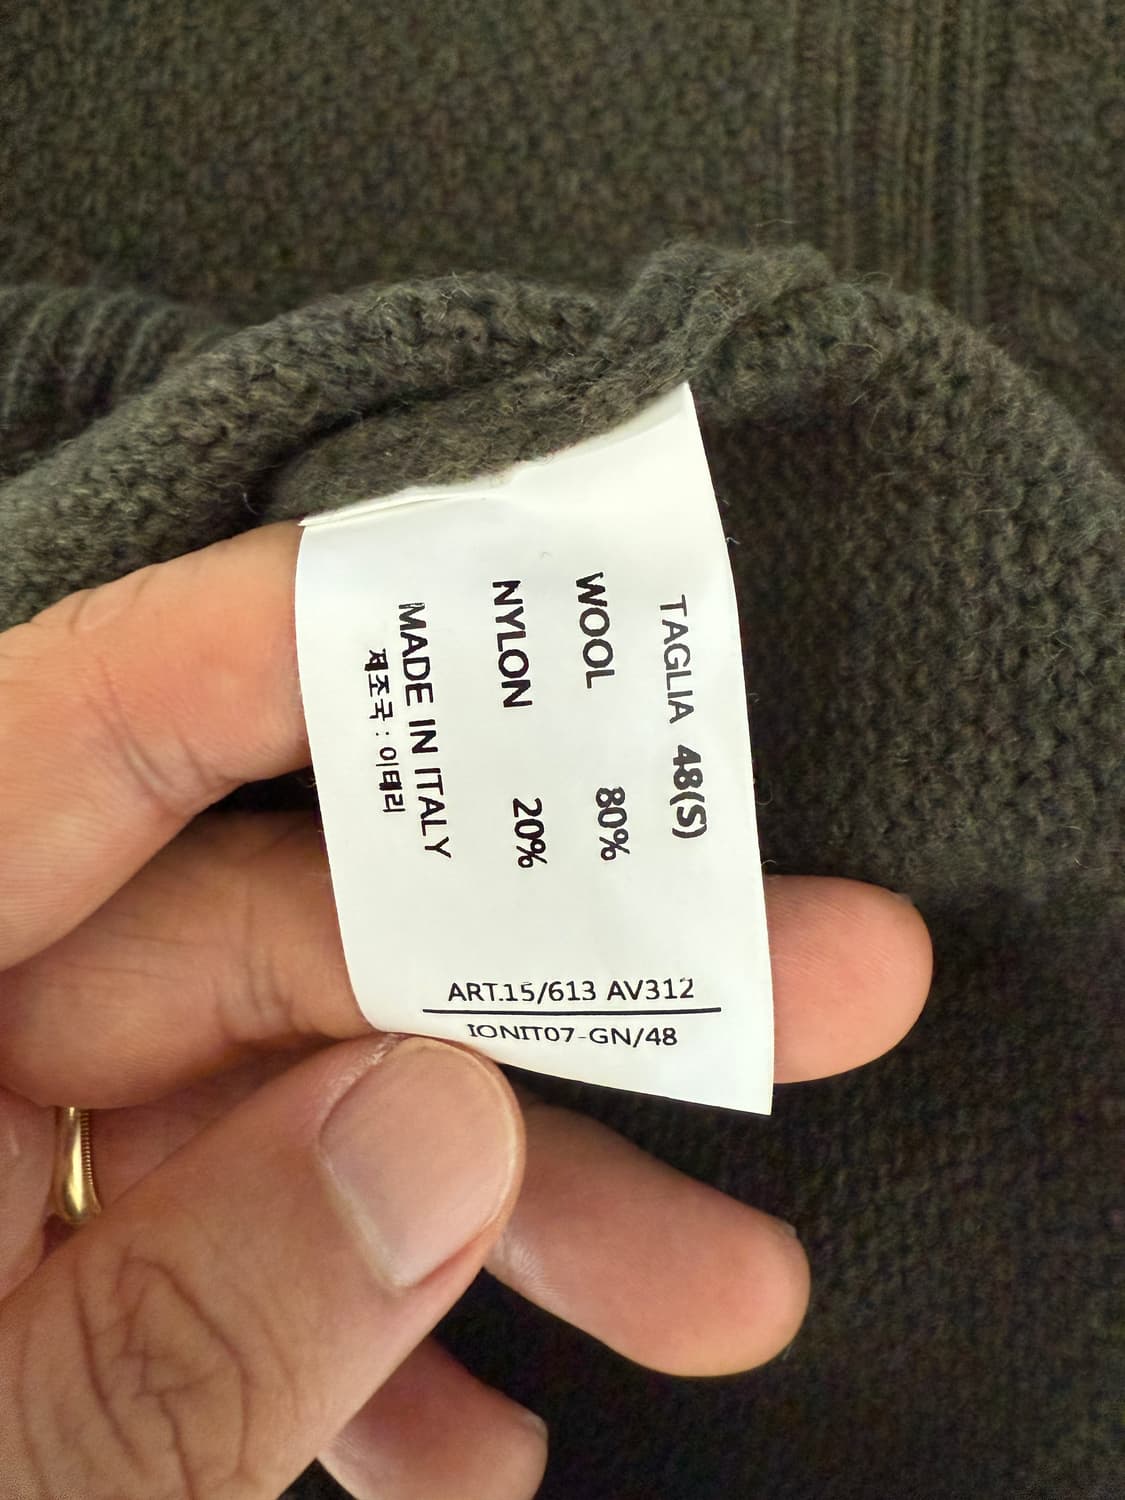 TAGLIA 48(S)
WOOL 80%
NYLON 20%
MADE IN ITALY
제조국 : 이태리
ART.15/613 AV312
IONIT07-GN/48